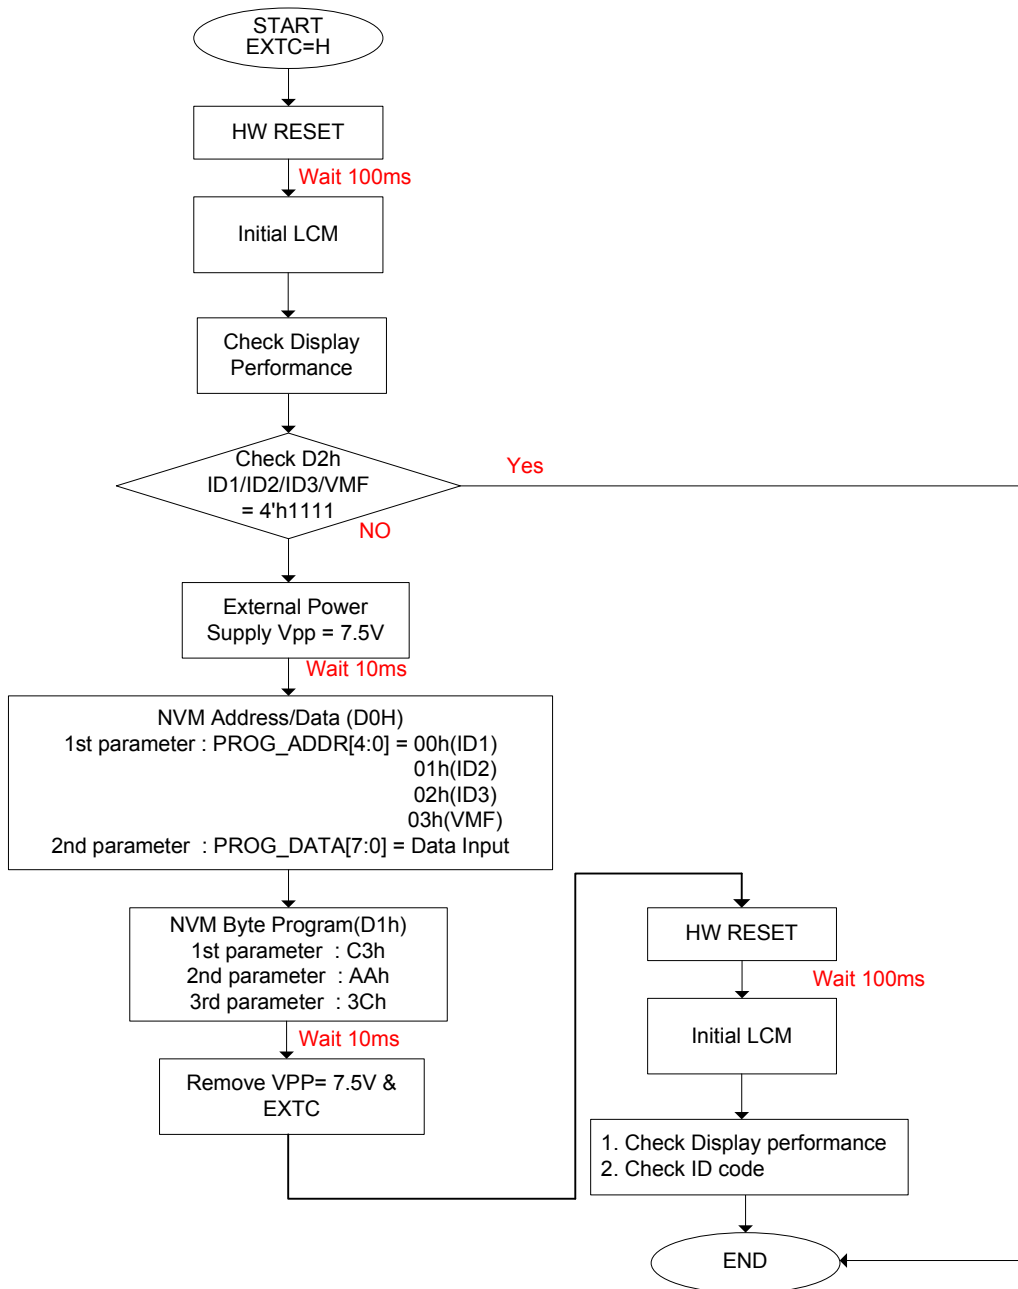 START
EXTC=H
HW RESET
Wait 100ms
Initial LCM
Check Display
Performance
Check D2h
ID1/ID2/ID3/VMF
= 4'h1111
Yes
NO
External Power
Supply Vpp = 7.5V
Wait 10ms
NVM Address/Data (D0H)
1st parameter : PROG_ADDR[4:0] = 00h(ID1)
01h(ID2)
02h(ID3)
03h(VMF)
2nd parameter : PROG_DATA[7:0] = Data Input
NVM Byte Program(D1h)
1st parameter : C3h
2nd parameter : AAh
3rd parameter : 3Ch
Wait 10ms
Remove VPP= 7.5V &
EXTC
HW RESET
Wait 100ms
Initial LCM
1. Check Display performance
2. Check ID code
END